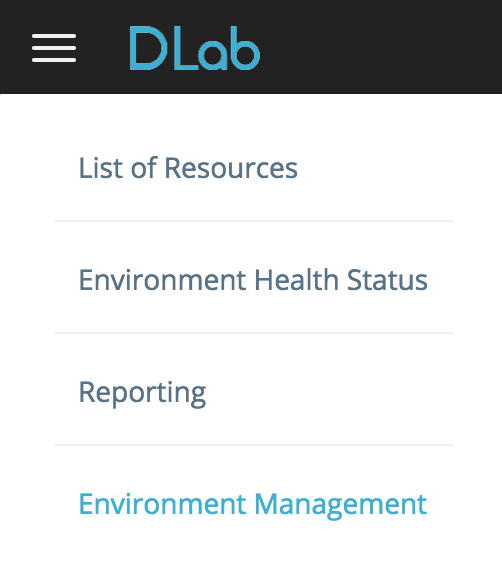 DLab
List of Resources
Environment Health Status
Reporting
Environment Management